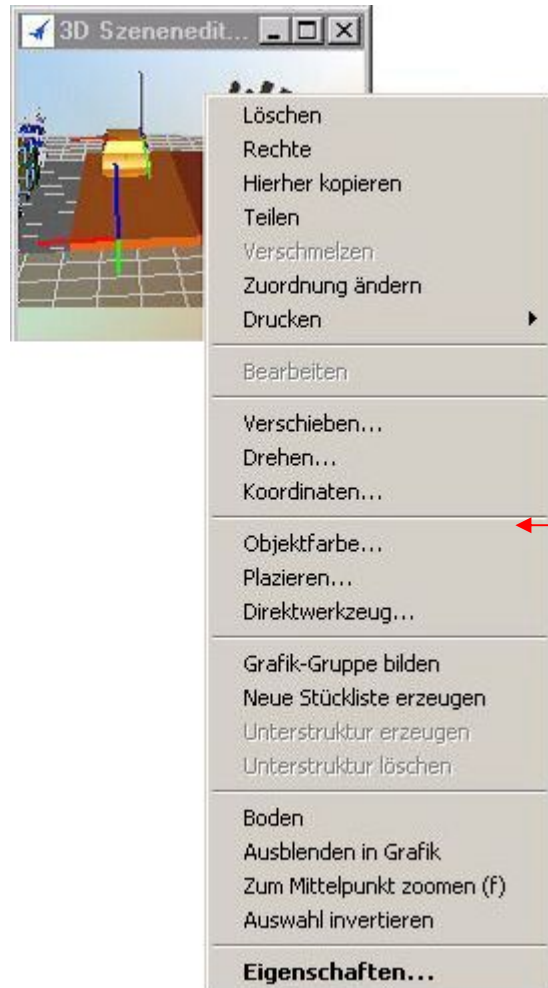 3D Szenenedit...
Löschen
Rechte
Hierher kopieren
Teilen
Verschmelzen
Zuordnung ändern
Drucken
Bearbeiten
Verschieben...
Drehen...
Koordinaten...
Objektfarbe...
Plazieren...
Direktwerkzeug...
Grafik-Gruppe bilden
Neue Stückliste erzeugen
Unterstruktur erzeugen
Unterstruktur löschen
Boden
Ausblenden in Grafik
Zum Mittelpunkt zoomen (f)
Auswahl invertieren
Eigenschaften...